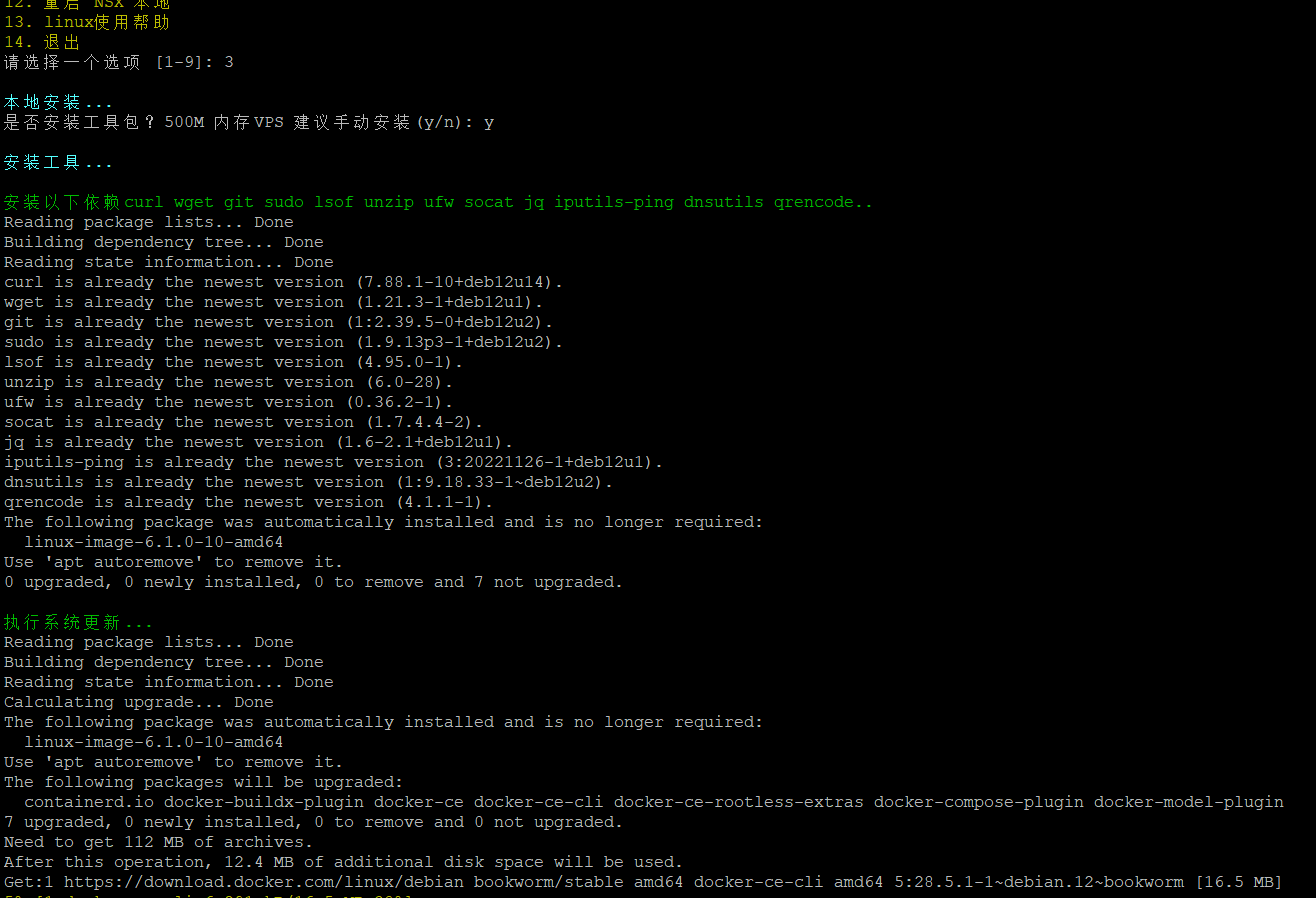 12. 重启 NSX 本地
13. linux使用帮助
14. 退出
请选择一个选项 [1-9]: 3
本地安装...
是否安装工具包? 500M 内存VPS 建议手动安装(y/n): y
安装工具...
安装以下依赖curl wget git sudo lsof unzip ufw socat jq iputils-ping dnsutils qrencode..
Reading package lists... Done
Building dependency tree... Done
Reading state information... Done
curl is already the newest version (7.88.1-10+deb12u14).
wget is already the newest version (1.21.3-1+deb12u1).
git is already the newest version (1:2.39.5-0+deb12u2).
sudo is already the newest version (1.9.13p3-1+deb12u2).
lsof is already the newest version (4.95.0-1).
unzip is already the newest version (6.0-28).
ufw is already the newest version (0.36.2-1).
socat is already the newest version (1.7.4.4-2).
jq is already the newest version (1.6-2.1+deb12u1).
iputils-ping is already the newest version (3:20221126-1+deb12u1).
dnsutils is already the newest version (1:9.18.33-1~deb12u2).
qrencode is already the newest version (4.1.1-1).
The following package was automatically installed and is no longer required:
  linux-image-6.1.0-10-amd64
Use 'apt autoremove' to remove it.
0 upgraded, 0 newly installed, 0 to remove and 7 not upgraded.
执行系统更新...
Reading package lists... Done
Building dependency tree... Done
Reading state information... Done
Calculating upgrade... Done
The following package was automatically installed and is no longer required:
  linux-image-6.1.0-10-amd64
Use 'apt autoremove' to remove it.
The following packages will be upgraded:
  containerd.io docker-buildx-plugin docker-ce docker-ce-cli docker-ce-rootless-extras docker-compose-plugin docker-model-plugin
7 upgraded, 0 newly installed, 0 to remove and 0 not upgraded.
Need to get 112 MB of archives.
After this operation, 12.4 MB of additional disk space will be used.
Get:1 https://download.docker.com/linux/debian bookworm/stable amd64 docker-ce-cli amd64 5:28.5.1-1~debian.12~bookworm [16.5 MB]